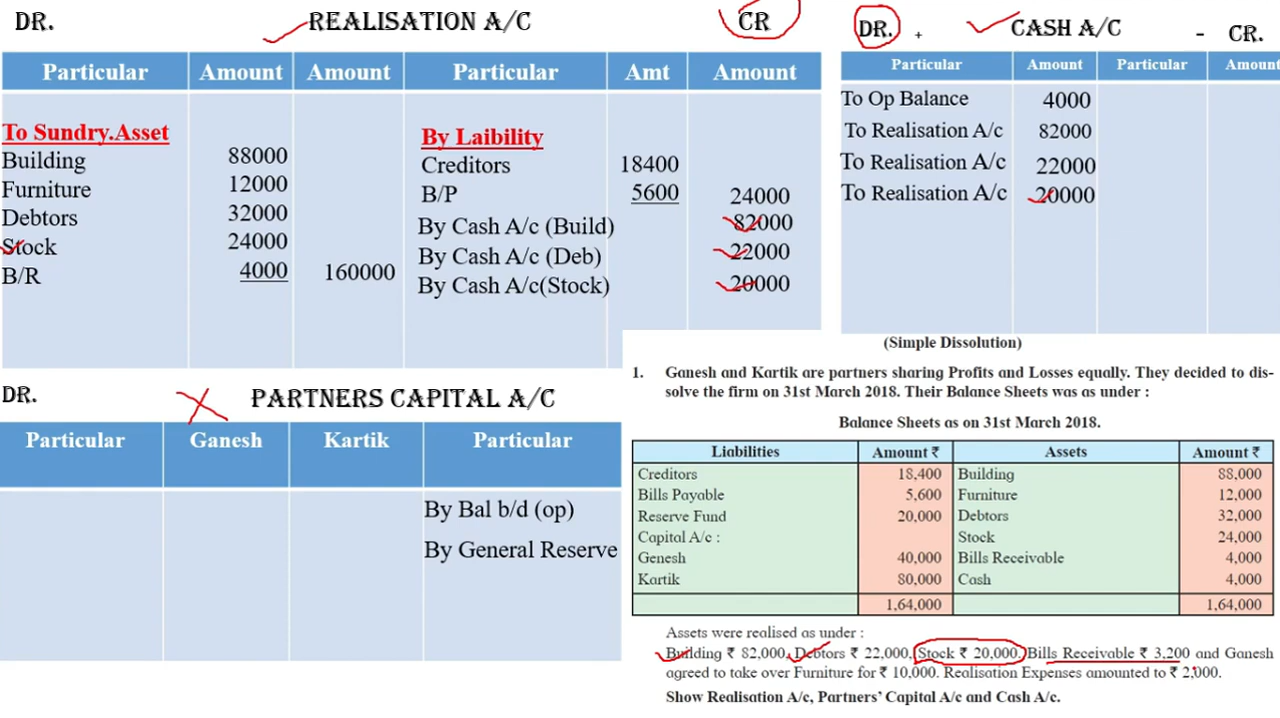 DR. REALISATION A/C CR
Particular Amount Amount Particular Amt Amount
To Sundry.Asset By Laibility
Building 88000 Creditors 18400
Furniture 12000 B/P 5600 24000
Debtors 32000 By Cash A/c (Build) 82000
Stock 24000 By Cash A/c (Deb) 22000
B/R 4000 160000 By Cash A/c(Stock) 20000
DR. + CASH A/C - CR.
Particular Amount Particular Amount
To Op Balance 4000
To Realisation A/c 82000
To Realisation A/c 22000
To Realisation A/c 20000
DR. PARTNERS CAPITAL A/C
Particular Ganesh Kartik Particular
By Bal b/d (op)
By General Reserve
(Simple Dissolution)
1. Ganesh and Kartik are partners sharing Profits and Losses equally. They decided to dis-
solve the firm on 31st March 2018. Their Balance Sheets was as under :
Balance Sheets as on 31st March 2018.
Liabilities Amount ₹ Assets Amount ₹
Creditors 18,400 Building 88,000
Bills Payable 5,600 Furniture 12,000
Reserve Fund 20,000 Debtors 32,000
Capital A/c : Stock 24,000
Genesh 40,000 Bills Receivable 4,000
Kartik 80,000 Cash 4,000
1,64,000 1,64,000
Assets were realised as under :
Building ₹ 82,000, Debtors ₹ 22,000, Stock ₹ 20,000. Bills Receivable ₹ 3,200 and Ganesh
agreed to take over Furniture for ₹ 10,000. Realisation Expenses amounted to ₹ 2,000.
Show Realisation A/c, Partners' Capital A/c and Cash A/c.